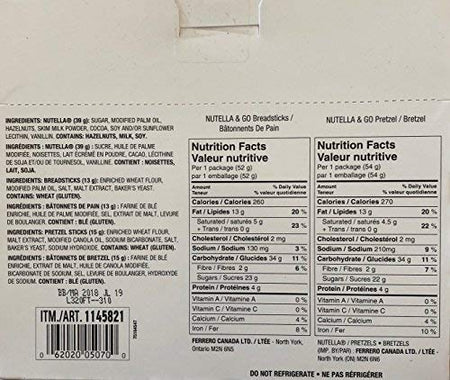 INGREDIENTS: NUTELLA® (39 g): SUGAR, MODIFIED PALM OIL,
HAZELNUTS, SKIM MILK POWDER, COCOA, SOY AND/OR SUNFLOWER
LECITHIN, VANILLIN. CONTAINS: HAZELNUTS, MILK, SOY.
INGRÉDIENTS : NUTELLA® (39 g) : SUCRE, HUILE DE PALME
MODIFIÉE, NOISETTES, LAIT ÉCRÉMÉ EN POUDRE, CACAO, LÉCITHINE
DE SOJA ET/OU DE TOURNESOL, VANILLINE. CONTIENT : NOISETTES,
LAIT, SOJA.
INGREDIENTS: BREADSTICKS (13 g): ENRICHED WHEAT FLOUR,
MODIFIED PALM OIL, SALT, MALT EXTRACT, BAKER'S YEAST.
CONTAINS: WHEAT (GLUTEN).
INGRÉDIENTS : BÂTONNETS DE PAIN (13 g) : FARINE DE BLÉ
ENRICHIE, HUILE DE PALME MODIFIÉE, SEL, EXTRAIT DE MALT, LEVURE
DE BOULANGER. CONTIENT : BLÉ (GLUTEN).
INGREDIENTS: PRETZEL STICKS (15 g): ENRICHED WHEAT FLOUR,
MALT EXTRACT, MODIFIED CANOLA OIL, SODIUM BICARBONATE, SALT,
BAKER'S YEAST, SODIUM HYDROXIDE. CONTAINS: WHEAT (GLUTEN).
INGRÉDIENTS : BÂTONNETS DE BRETZEL (15 g) : FARINE DE BLÉ
ENRICHIE, EXTRAIT DE MALT, HUILE DE CANOLA MODIFIÉE,
BICARBONATE DE SODIUM, SEL, LEVURE DE BOULANGER, HYDROXYDE
DE SODIUM. CONTIENT : BLÉ (GLUTEN).
BB/MA 2018 JL 19
L320FT-310
ITM./ART. 1145821
0 62020 05070 0
NUTELLA & GO Breadsticks /
Bâtonnets De Pain
Nutrition Facts
Valeur nutritive
Per 1 package (52 g)
par 1 emballage (52 g)
Amount % Daily Value
Teneur % valeur quotidienne
Calories / Calories 260
Fat / Lipides 13 g 20 %
Saturated / saturés 5 g
+ Trans / trans 0 g 23 %
Cholesterol / Cholestérol 2 mg
Sodium / Sodium 130 mg 3 %
Carbohydrate / Glucides 34 g 11 %
Fibre / Fibres 2 g 6 %
Sugars / Sucres 23 g
Protein / Protéines 4 g
Vitamin A / Vitamine A 0 %
Vitamin C / Vitamine C 0 %
Calcium / Calcium 4 %
Iron / Fer 8 %
FERRERO CANADA LTD. / LTÉE - North York,
Ontario M2N 6N5
NUTELLA & GO Pretzel / Bretzel
Nutrition Facts
Valeur nutritive
Per 1 package (54 g)
par 1 emballage (54 g)
Amount % Daily Value
Teneur % valeur quotidienne
Calories / Calories 270
Fat / Lipides 13 g 20 %
Saturated / saturés 4.5 g
+ Trans / trans 0 g 22 %
Cholesterol / Cholestérol 2 mg
Sodium / Sodium 210mg 9 %
Carbohydrate / Glucides 34 g 11 %
Fibre / Fibres 2 g 7 %
Sugars / Sucres 22 g
Protein / Protéines 4 g
Vitamin A / Vitamine A 0 %
Vitamin C / Vitamine C 0 %
Calcium / Calcium 4 %
Iron / Fer 10 %
NUTELLA® / PRETZELS • BRETZELS
(IMP. BY/PAR) : FERRERO CANADA LTD. / LTÉE -
North York (ON) M2N 6N5
DO NOT REFRIGERATE • NE PAS RÉFRIGÉRER